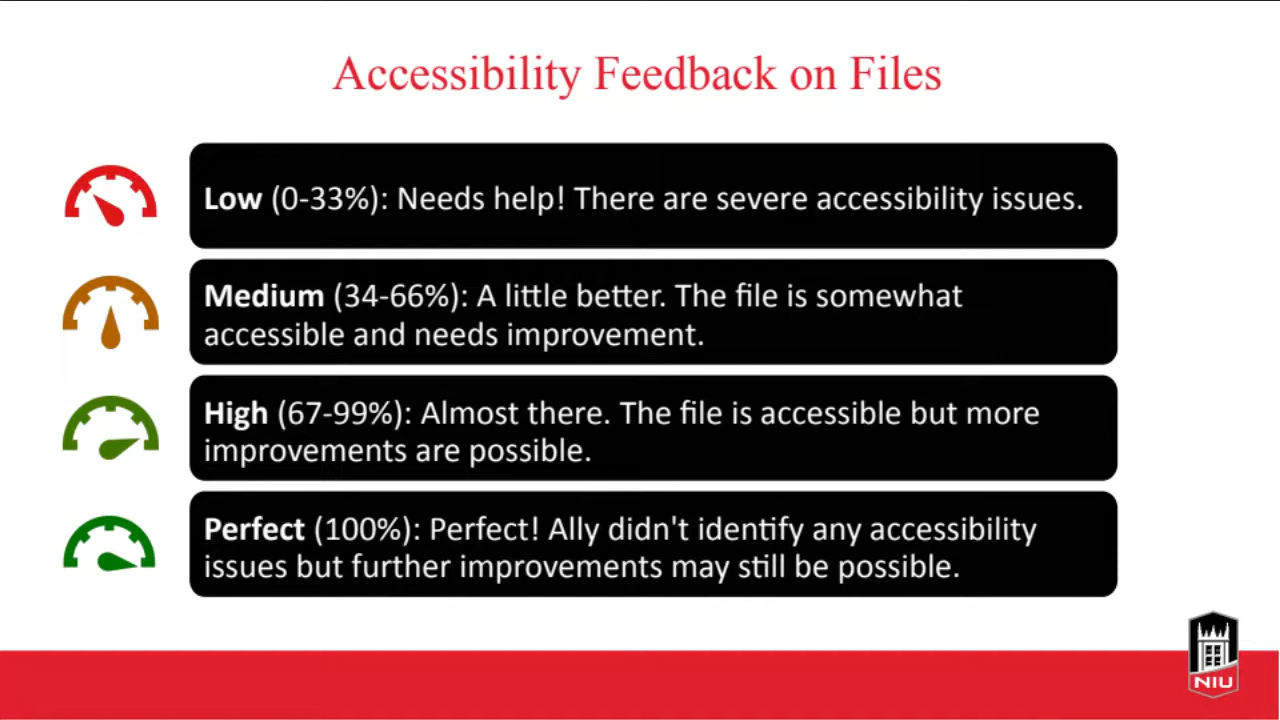 Accessibility Feedback on Files
Low (0-33%): Needs help! There are severe accessibility issues.
Medium (34-66%): A little better. The file is somewhat
accessible and needs improvement.
High (67-99%): Almost there. The file is accessible but more
improvements are possible.
Perfect (100%): Perfect! Ally didn't identify any accessibility
issues but further improvements may still be possible.
NIU